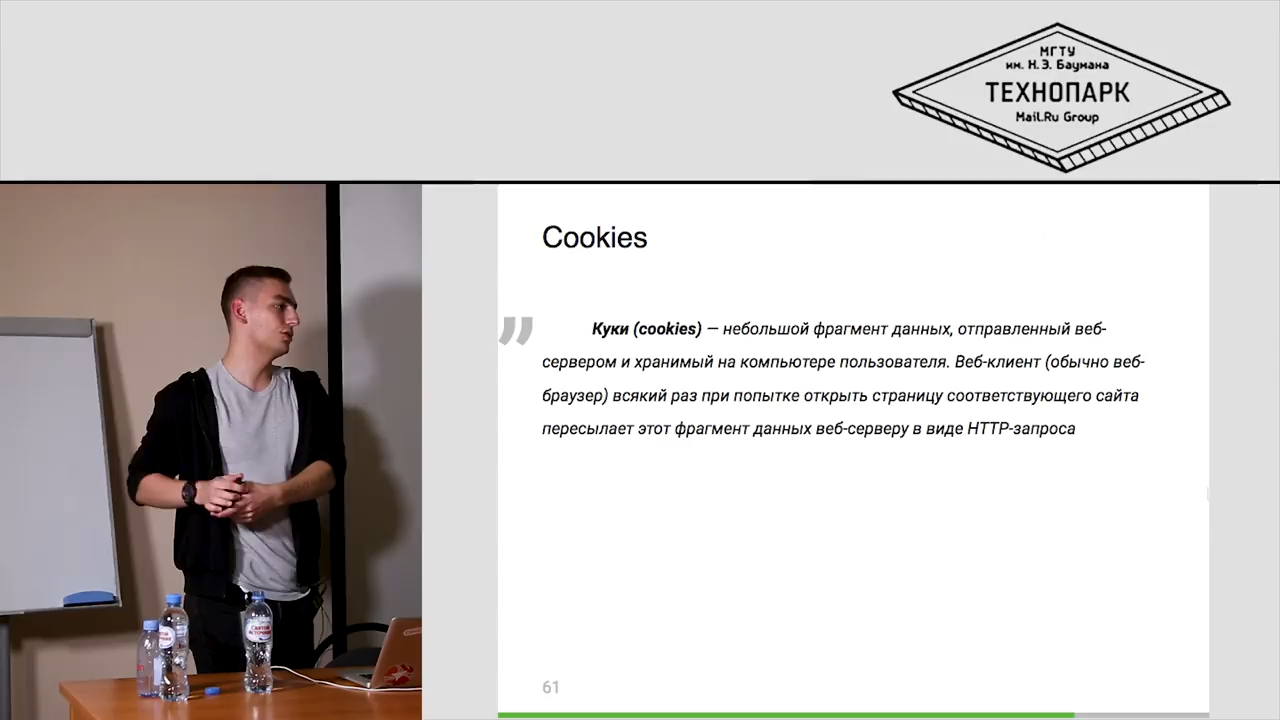 МГТУ
им. Н.Э. Баумана
ТЕХНОПАРК
Mail.Ru Group
Cookies
”
Куки (cookies) — небольшой фрагмент данных, отправленный веб-
сервером и хранимый на компьютере пользователя. Веб-клиент (обычно веб-
браузер) всякий раз при попытке открыть страницу соответствующего сайта
пересылает этот фрагмент данных веб-серверу в виде HTTP-запроса
СВЯТОЙ
ИСТОЧНИК
61